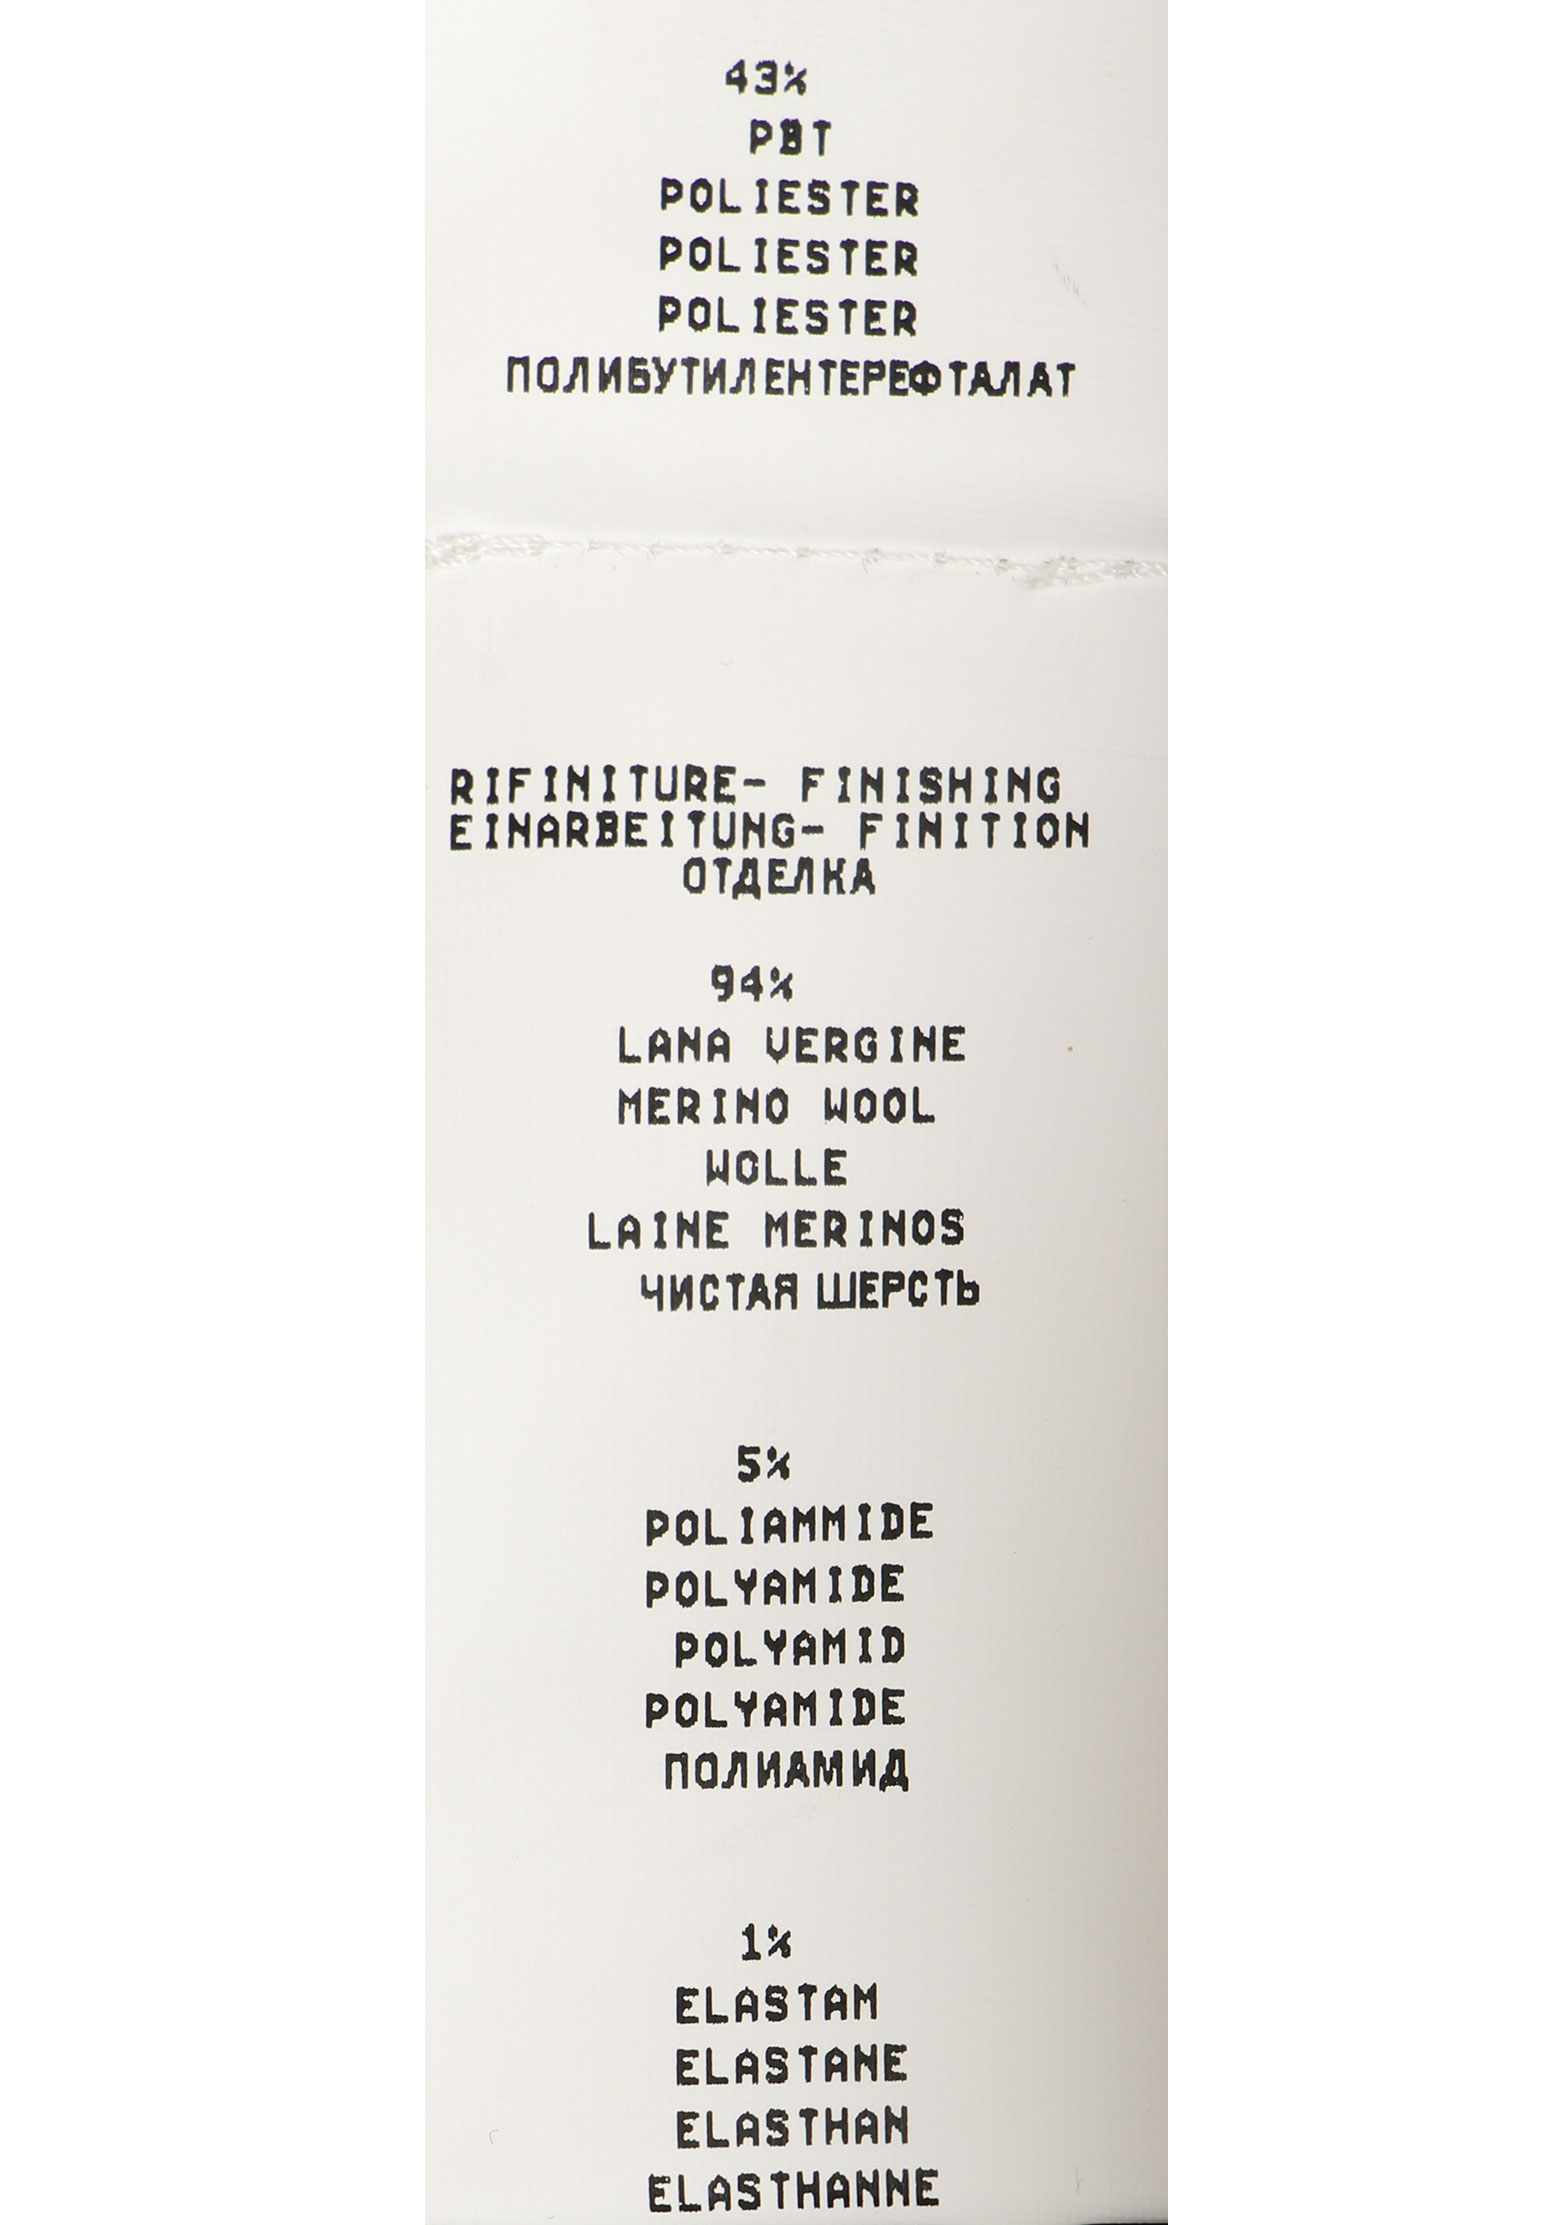 43%
PBT
POLIESTER
POLIESTER
POLIESTER
ПОЛИБУТИЛЕНТЕРЕФТАЛАТ
RIFINITURE- FINISHING
EINARBEITUNG- FINITION
ОТДЕЛКА
94%
LANA VERGINE
MERINO WOOL
WOLLE
LAINE MERINOS
ЧИСТАЯ ШЕРСТЬ
5%
POLIAMMIDE
POLYAMIDE
POLYAMID
POLYAMIDE
ПОЛИАМИД
1%
ELASTAM
ELASTANE
ELASTHAN
ELASTHANNE